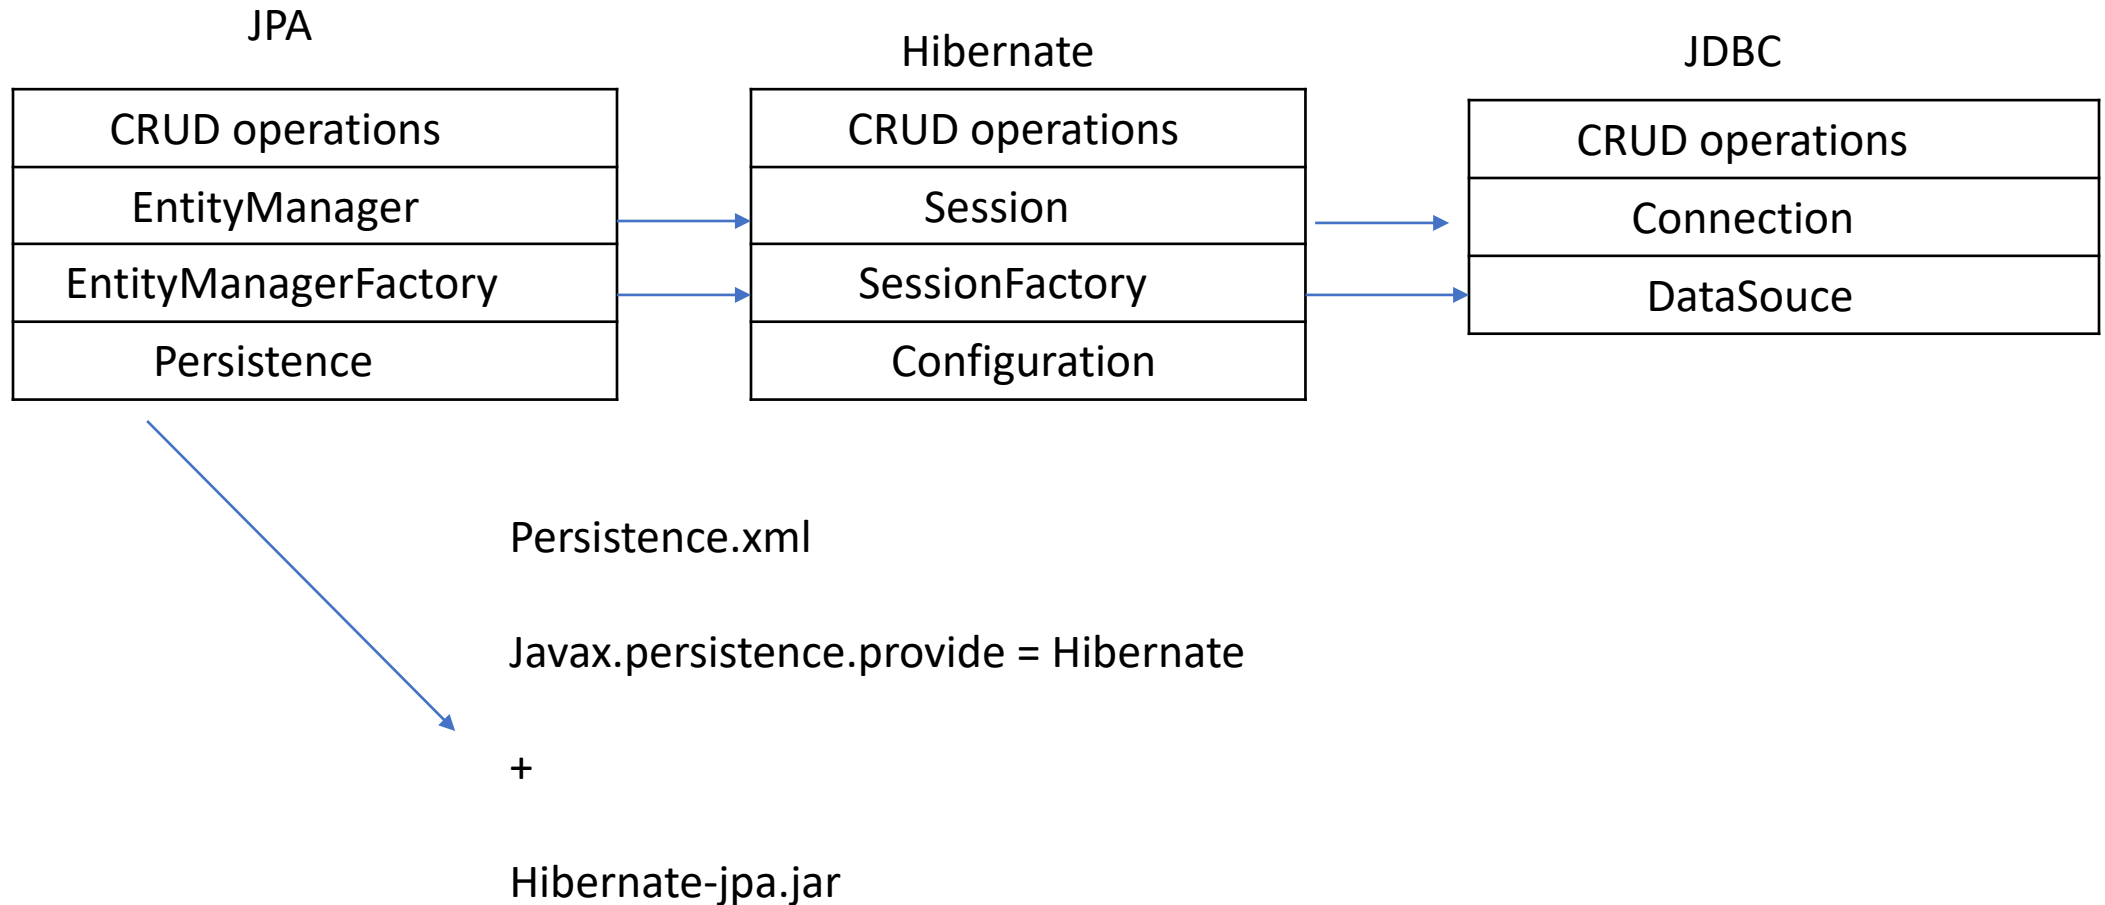 JPA
CRUD operations
EntityManager
EntityManagerFactory
Persistence
Hibernate
CRUD operations
Session
SessionFactory
Configuration
JDBC
CRUD operations
Connection
DataSouce
Persistence.xml
Javax.persistence.provide = Hibernate
+
Hibernate-jpa.jar